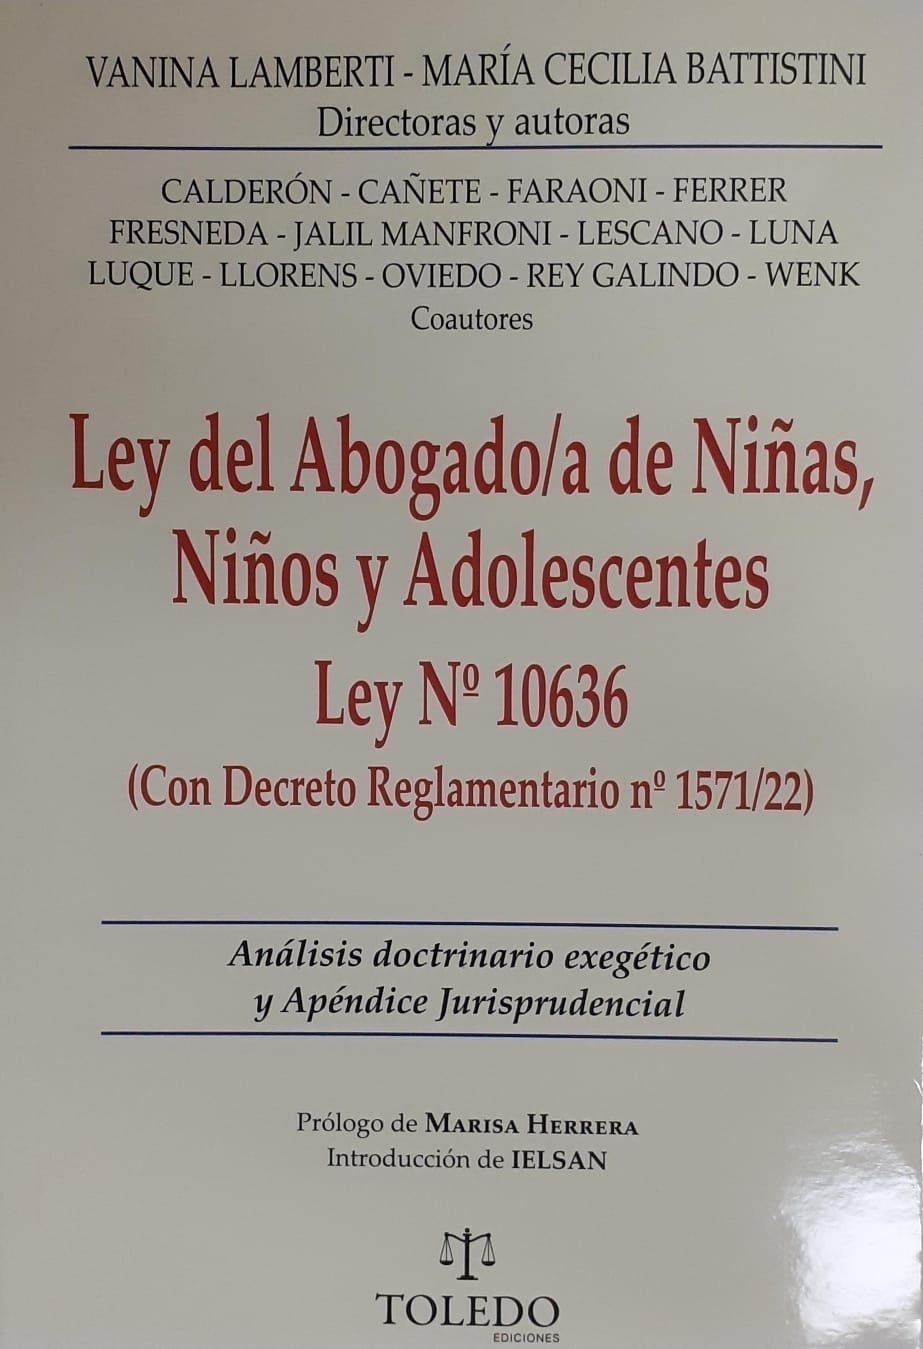 VANINA LAMBERTI - MARÍA CECILIA BATTISTINI
Directoras y autoras
CALDERÓN - CAÑETE - FARAONI - FERRER
FRESNEDA - JALIL MANFRONI - LESCANO - LUNA
LUQUE - LLORENS - OVIEDO - REY GALINDO - WENK
Coautores
Ley del Abogado/a de Niñas,
Niños y Adolescentes
Ley Nº 10636
(Con Decreto Reglamentario nº 1571/22)
Análisis doctrinario exegético
y Apéndice Jurisprudencial
Prólogo de MARISA HERRERA
Introducción de IELSAN
TOLEDO
EDICIONES